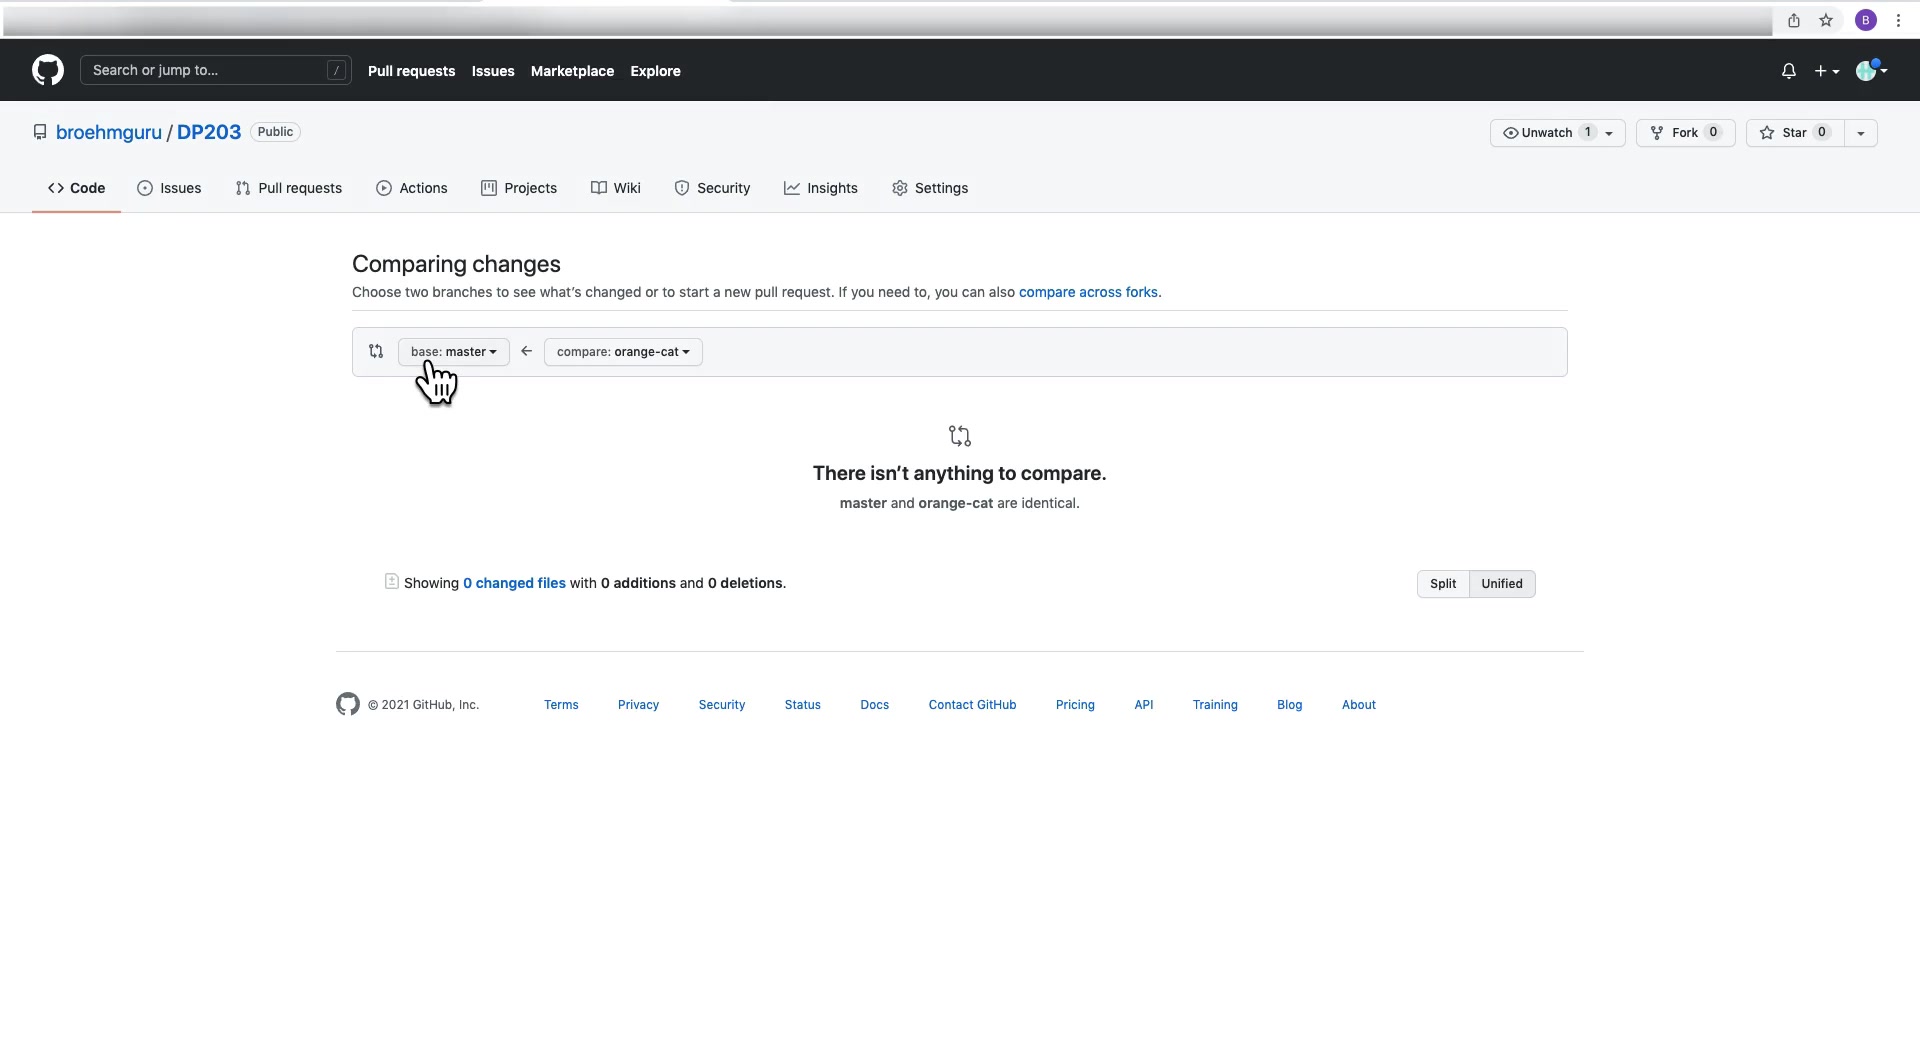 B
Search or jump to... / Pull requests Issues Marketplace Explore
broehmguru / DP203 Public Unwatch 1 Fork 0 Star 0
Code Issues Pull requests Actions Projects Wiki Security Insights Settings
Comparing changes
Choose two branches to see what's changed or to start a new pull request. If you need to, you can also compare across forks.
base: master ← compare: orange-cat
There isn't anything to compare.
master and orange-cat are identical.
Showing 0 changed files with 0 additions and 0 deletions. Split Unified
© 2021 GitHub, Inc. Terms Privacy Security Status Docs Contact GitHub Pricing API Training Blog About